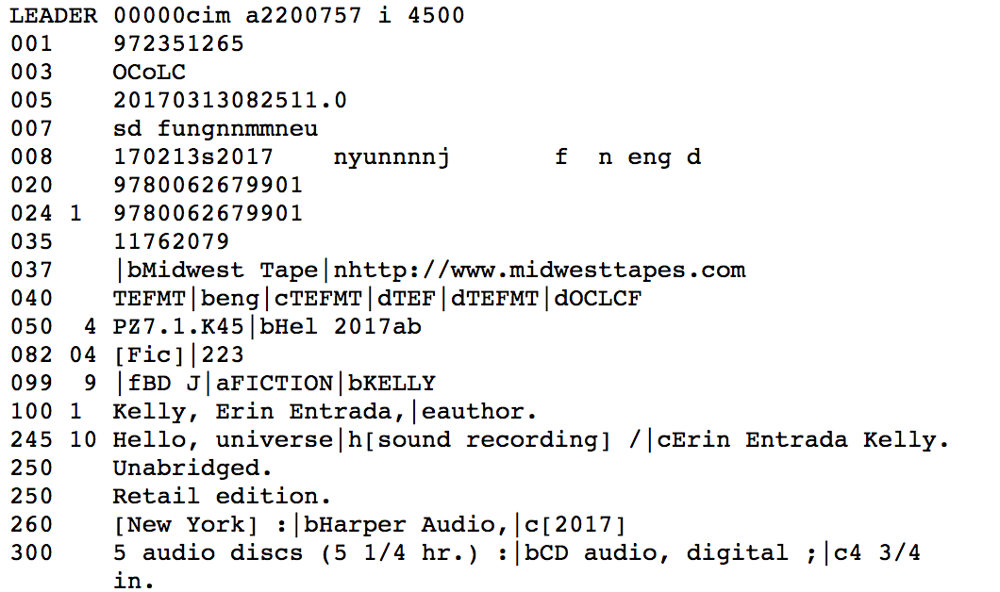 LEADER 00000cim a2200757 i 4500
001    972351265
003    OCoLC
005    20170313082511.0
007    sd fungnnmmneu
008    170213s2017    nyunnnnj       f  n eng d
020    9780062679901
024 1  9780062679901
035    11762079
037    |bMidwest Tape|nhttp://www.midwesttapes.com
040    TEFMT|beng|cTEFMT|dTEF|dTEFMT|dOCLCF
050  4 PZ7.1.K45|bHel 2017ab
082 04 [Fic]|223
099  9 |fBD J|aFICTION|bKELLY
100 1  Kelly, Erin Entrada,|eauthor.
245 10 Hello, universe|h[sound recording] /|cErin Entrada Kelly.
250    Unabridged.
250    Retail edition.
260    [New York] :|bHarper Audio,|c[2017]
300    5 audio discs (5 1/4 hr.) :|bCD audio, digital ;|c4 3/4
       in.